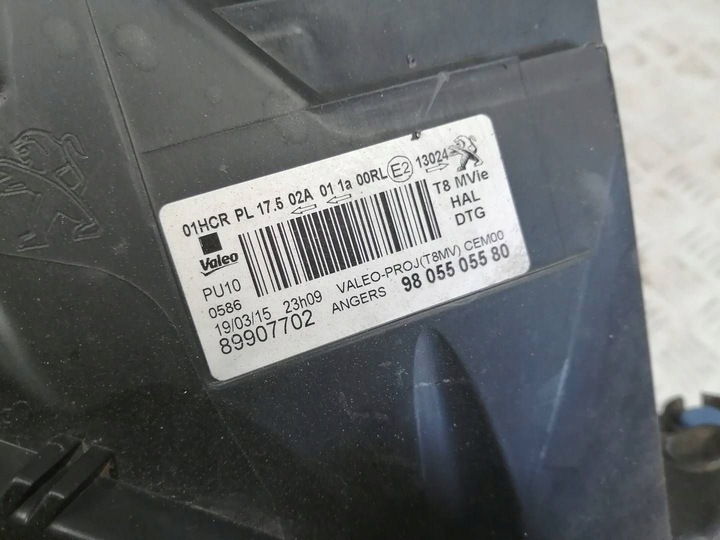 01HCR PL 17.5 02A 01 1a 00RL E2 13024
T8 MVie
HAL
DTG
Valeo
PU10
0586
19/03/15 23h09
89907702
VALEO-PROJ(T8MV) CEM00
ANGERS 98 055 055 80